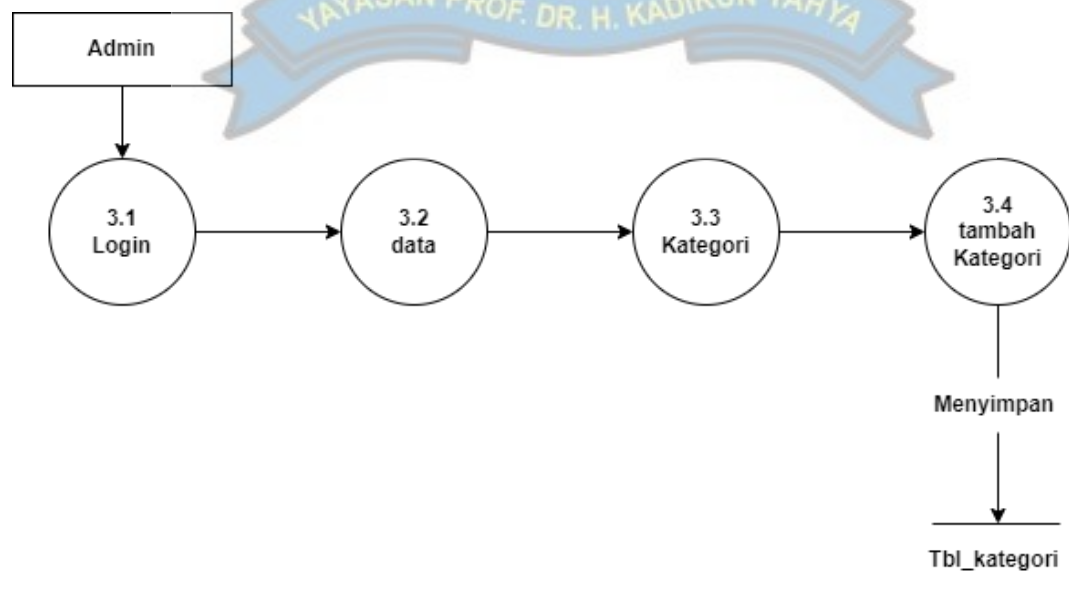 YAYASAN PROF. DR. H. KADIRUN YAHYA
Admin
3.1
Login
3.2
data
3.3
Kategori
3.4
tambah
Kategori
Menyimpan
Tbl_kategori